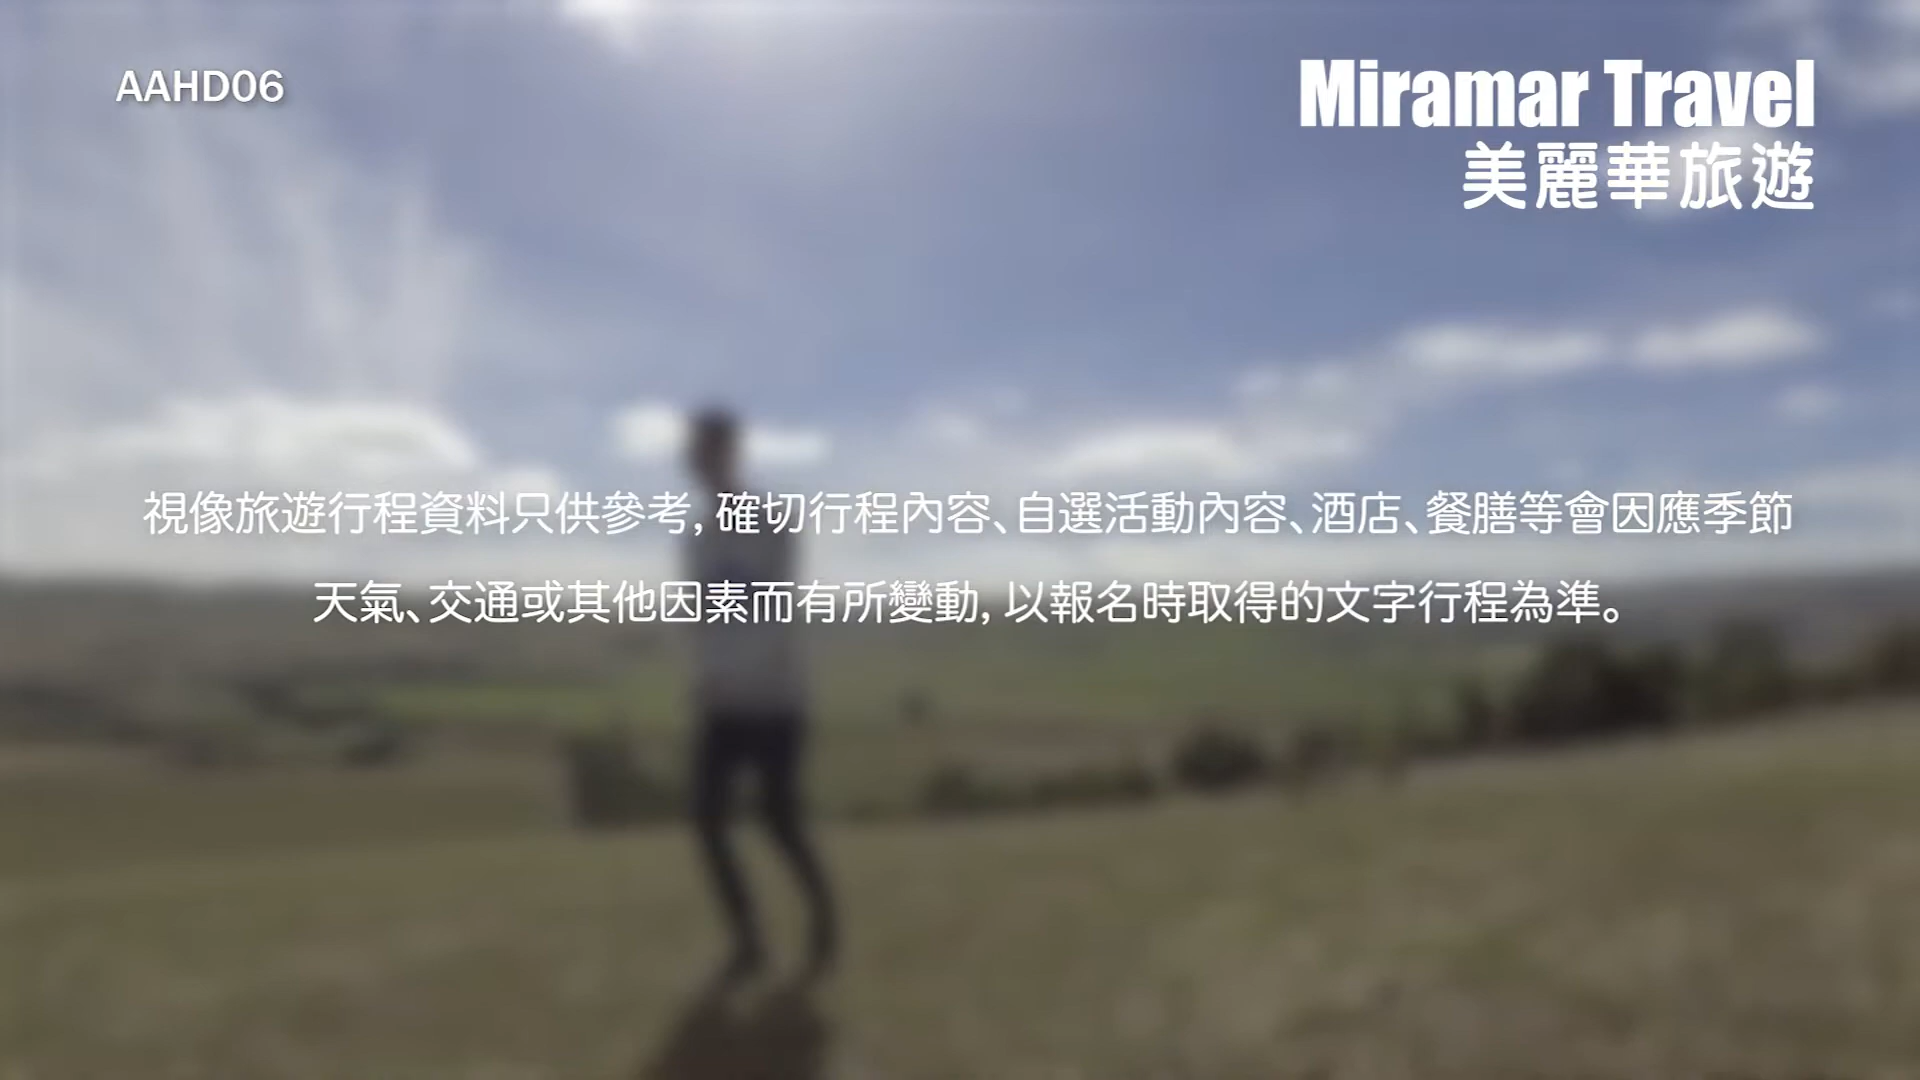 AAHD06
Miramar Travel
美麗華旅遊
視像旅遊行程資料只供參考, 確切行程內容、自選活動內容、酒店、餐膳等會因應季節
天氣、交通或其他因素而有所變動, 以報名時取得的文字行程為準。